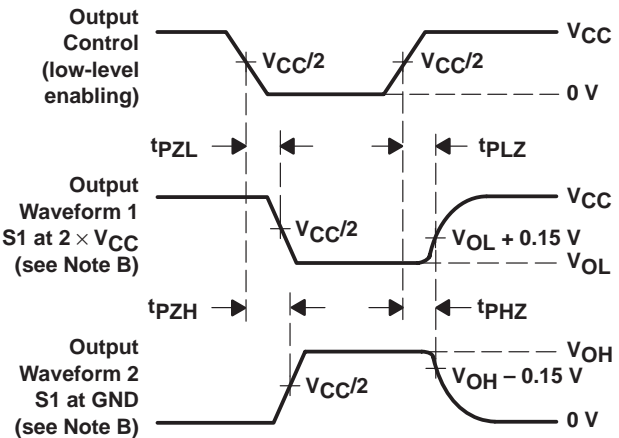 Output
Control
(low-level
enabling)
VCC/2
VCC/2
VCC
0 V
tPZL
tPLZ
Output
Waveform 1
S1 at 2 × VCC
(see Note B)
VCC/2
VCC
VOL + 0.15 V
VOL
tPZH
tPHZ
Output
Waveform 2
S1 at GND
(see Note B)
VCC/2
VOH
VOH – 0.15 V
0 V